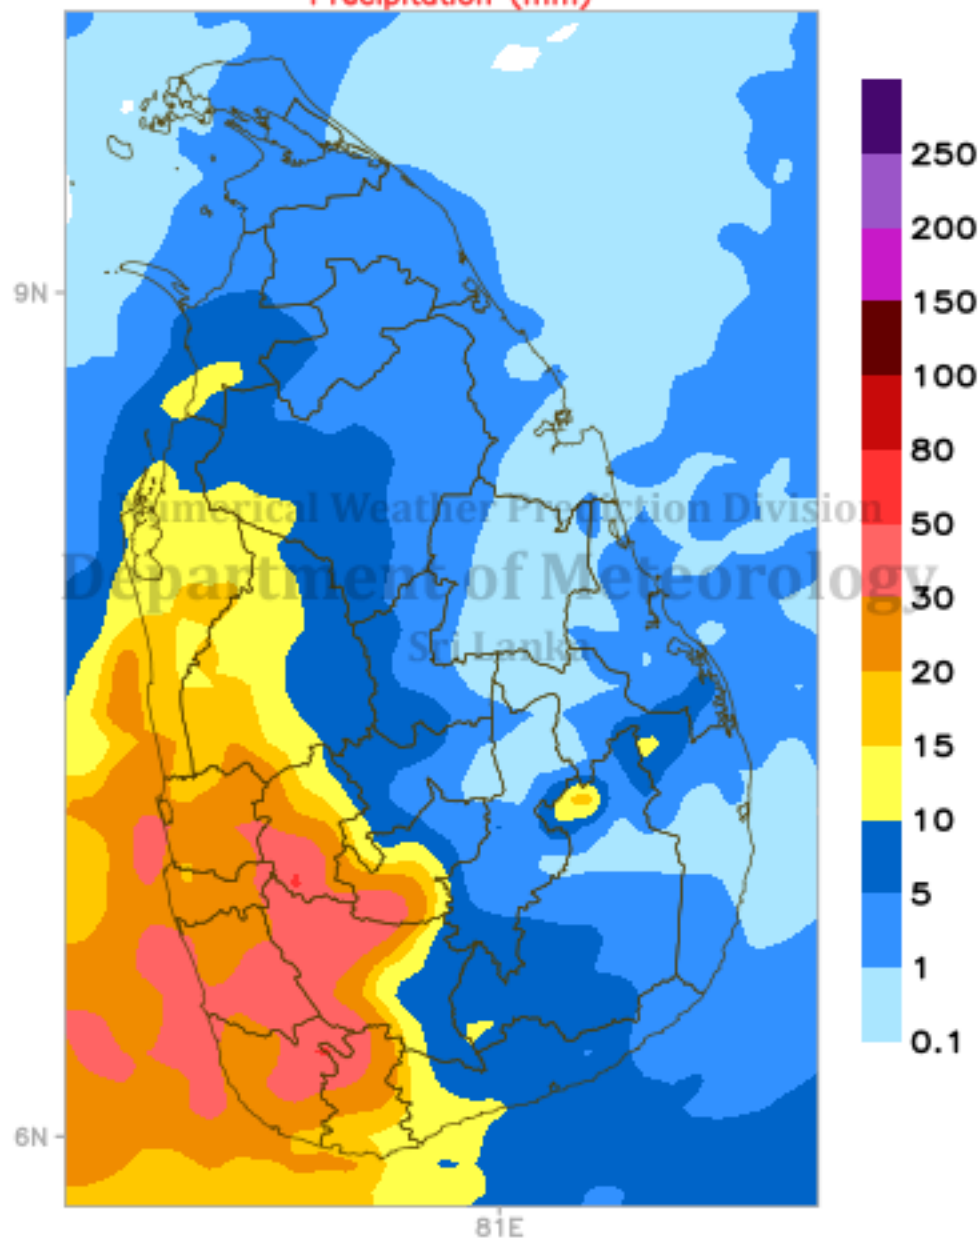 Precipitation (mm)
250
200
150
100
80
50
30
20
15
10
5
1
0.1
9N
6N
81E
Numerical Weather Prediction Division
Department of Meteorology
Sri Lanka